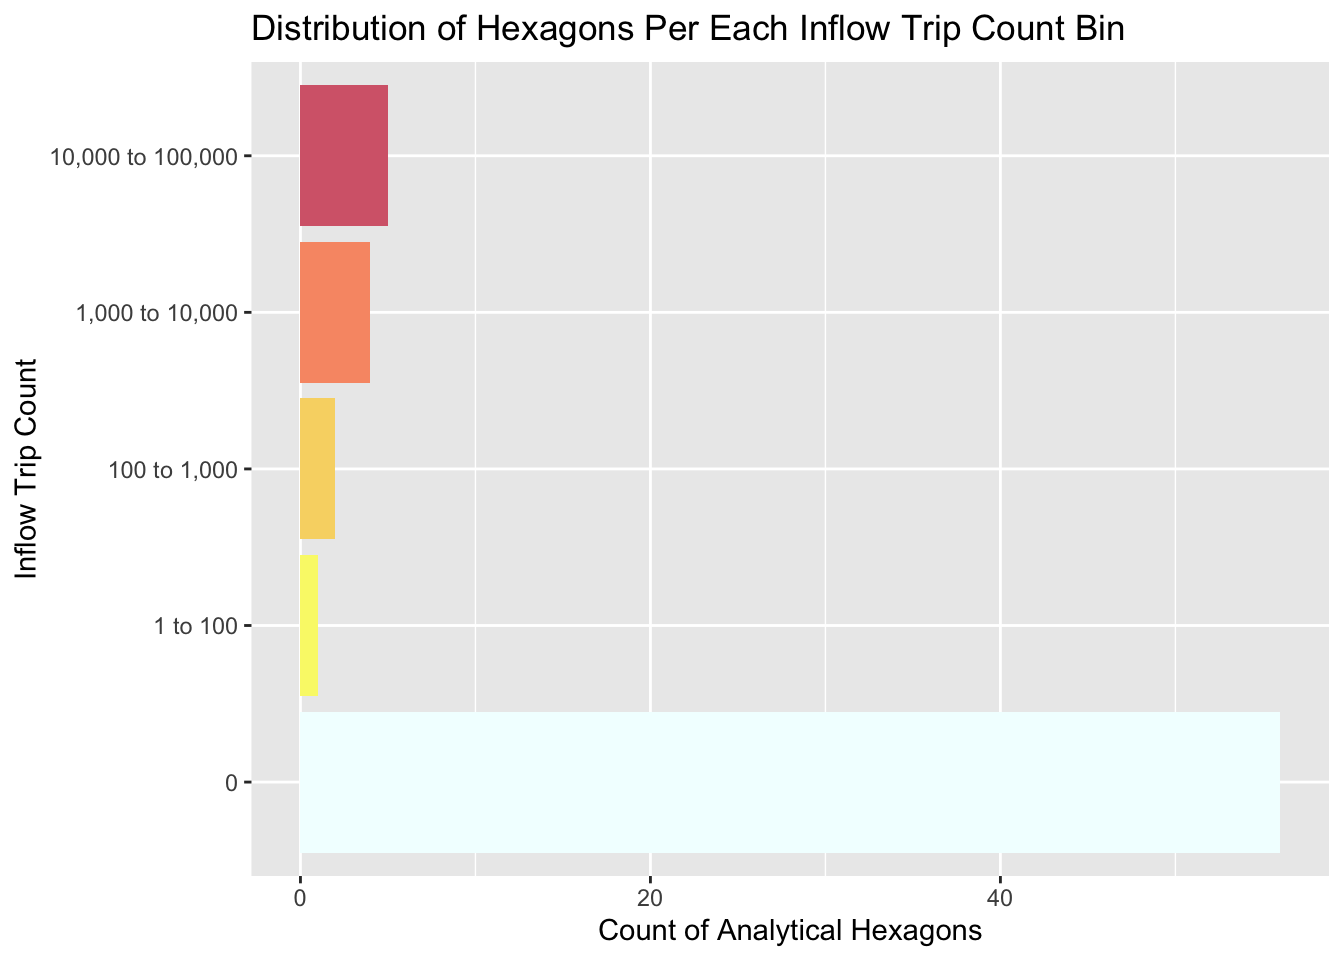 Distribution of Hexagons Per Each Inflow Trip Count Bin
Inflow Trip Count
10,000 to 100,000
1,000 to 10,000
100 to 1,000
1 to 100
0
0
20
40
Count of Analytical Hexagons